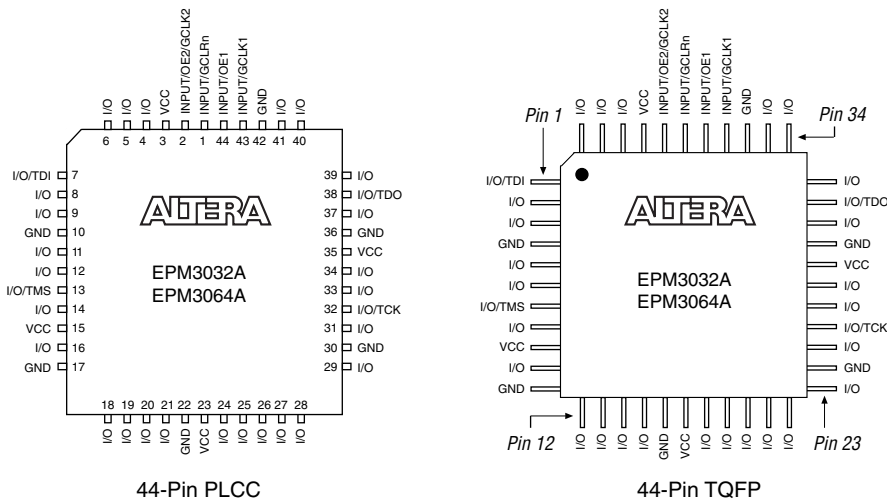 I/O
I/O
I/O
VCC
INPUT/OE2/GCLK2
INPUT/GCLRn
INPUT/OE1
INPUT/GCLK1
GND
I/O
I/O
6 5 4 3 2 1 44 43 42 41 40
I/O/TDI 7
I/O 8
I/O 9
GND 10
I/O 11
I/O 12
I/O/TMS 13
I/O 14
VCC 15
I/O 16
GND 17
ALTERA
EPM3032A
EPM3064A
39 I/O
38 I/O/TDO
37 I/O
36 GND
35 VCC
34 I/O
33 I/O
32 I/O/TCK
31 I/O
30 GND
29 I/O
18 19 20 21 22 23 24 25 26 27 28
I/O
I/O
I/O
I/O
GND
VCC
I/O
I/O
I/O
I/O
I/O
44-Pin PLCC
Pin 1
I/O
I/O
I/O
VCC
INPUT/OE2/GCLK2
INPUT/GCLRn
INPUT/OE1
INPUT/GCLK1
GND
I/O
I/O
Pin 34
I/O/TDI
I/O
I/O
GND
I/O
I/O
I/O/TMS
I/O
VCC
I/O
GND
ALTERA
EPM3032A
EPM3064A
I/O
I/O/TDO
I/O
GND
VCC
I/O
I/O
I/O/TCK
I/O
GND
I/O
Pin 12
I/O
I/O
I/O
I/O
GND
VCC
I/O
I/O
I/O
I/O
I/O
Pin 23
44-Pin TQFP